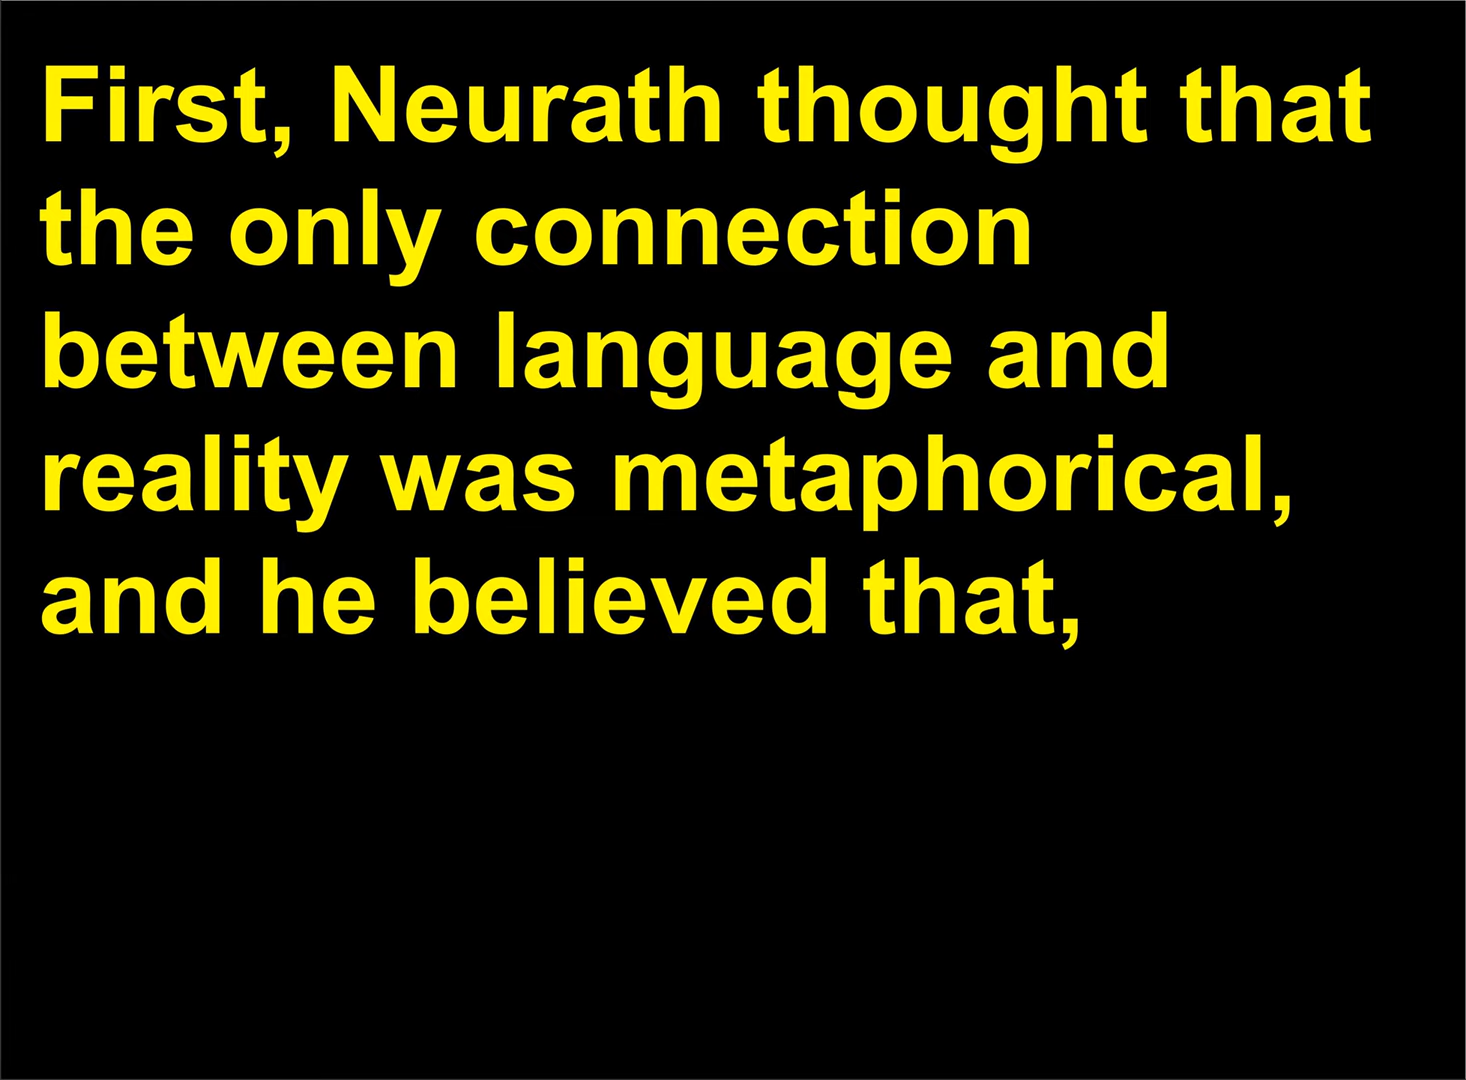 First, Neurath thought that
the only connection
between language and
reality was metaphorical,
and he believed that,